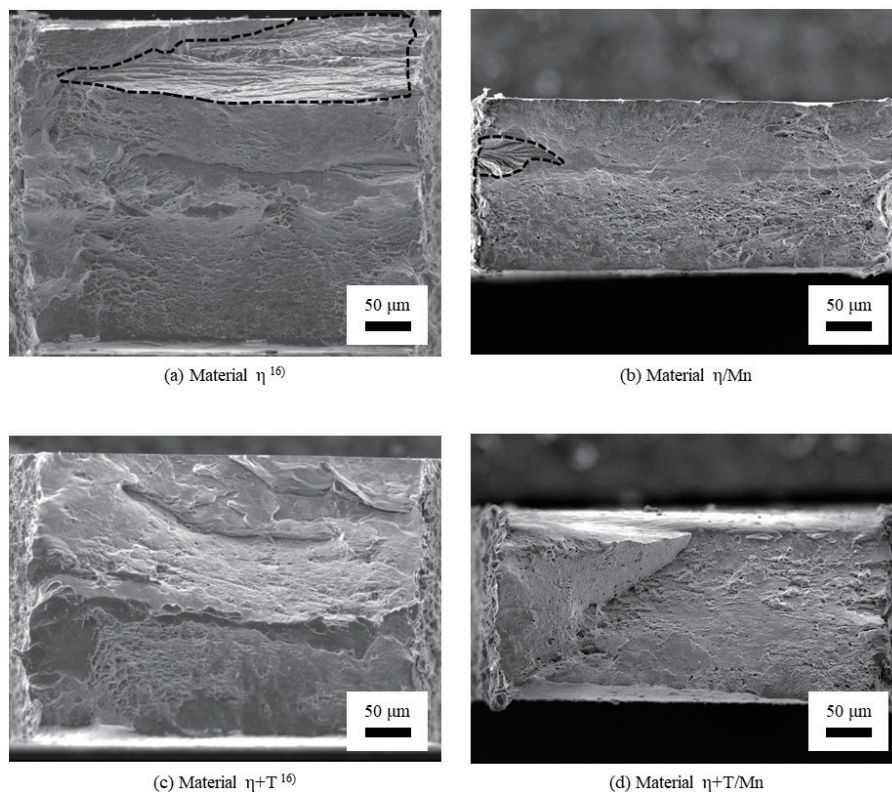 50 μm
50 μm
(a) Material η 16)
(b) Material η/Mn
50 μm
50 μm
(c) Material η+T 16)
(d) Material η+T/Mn